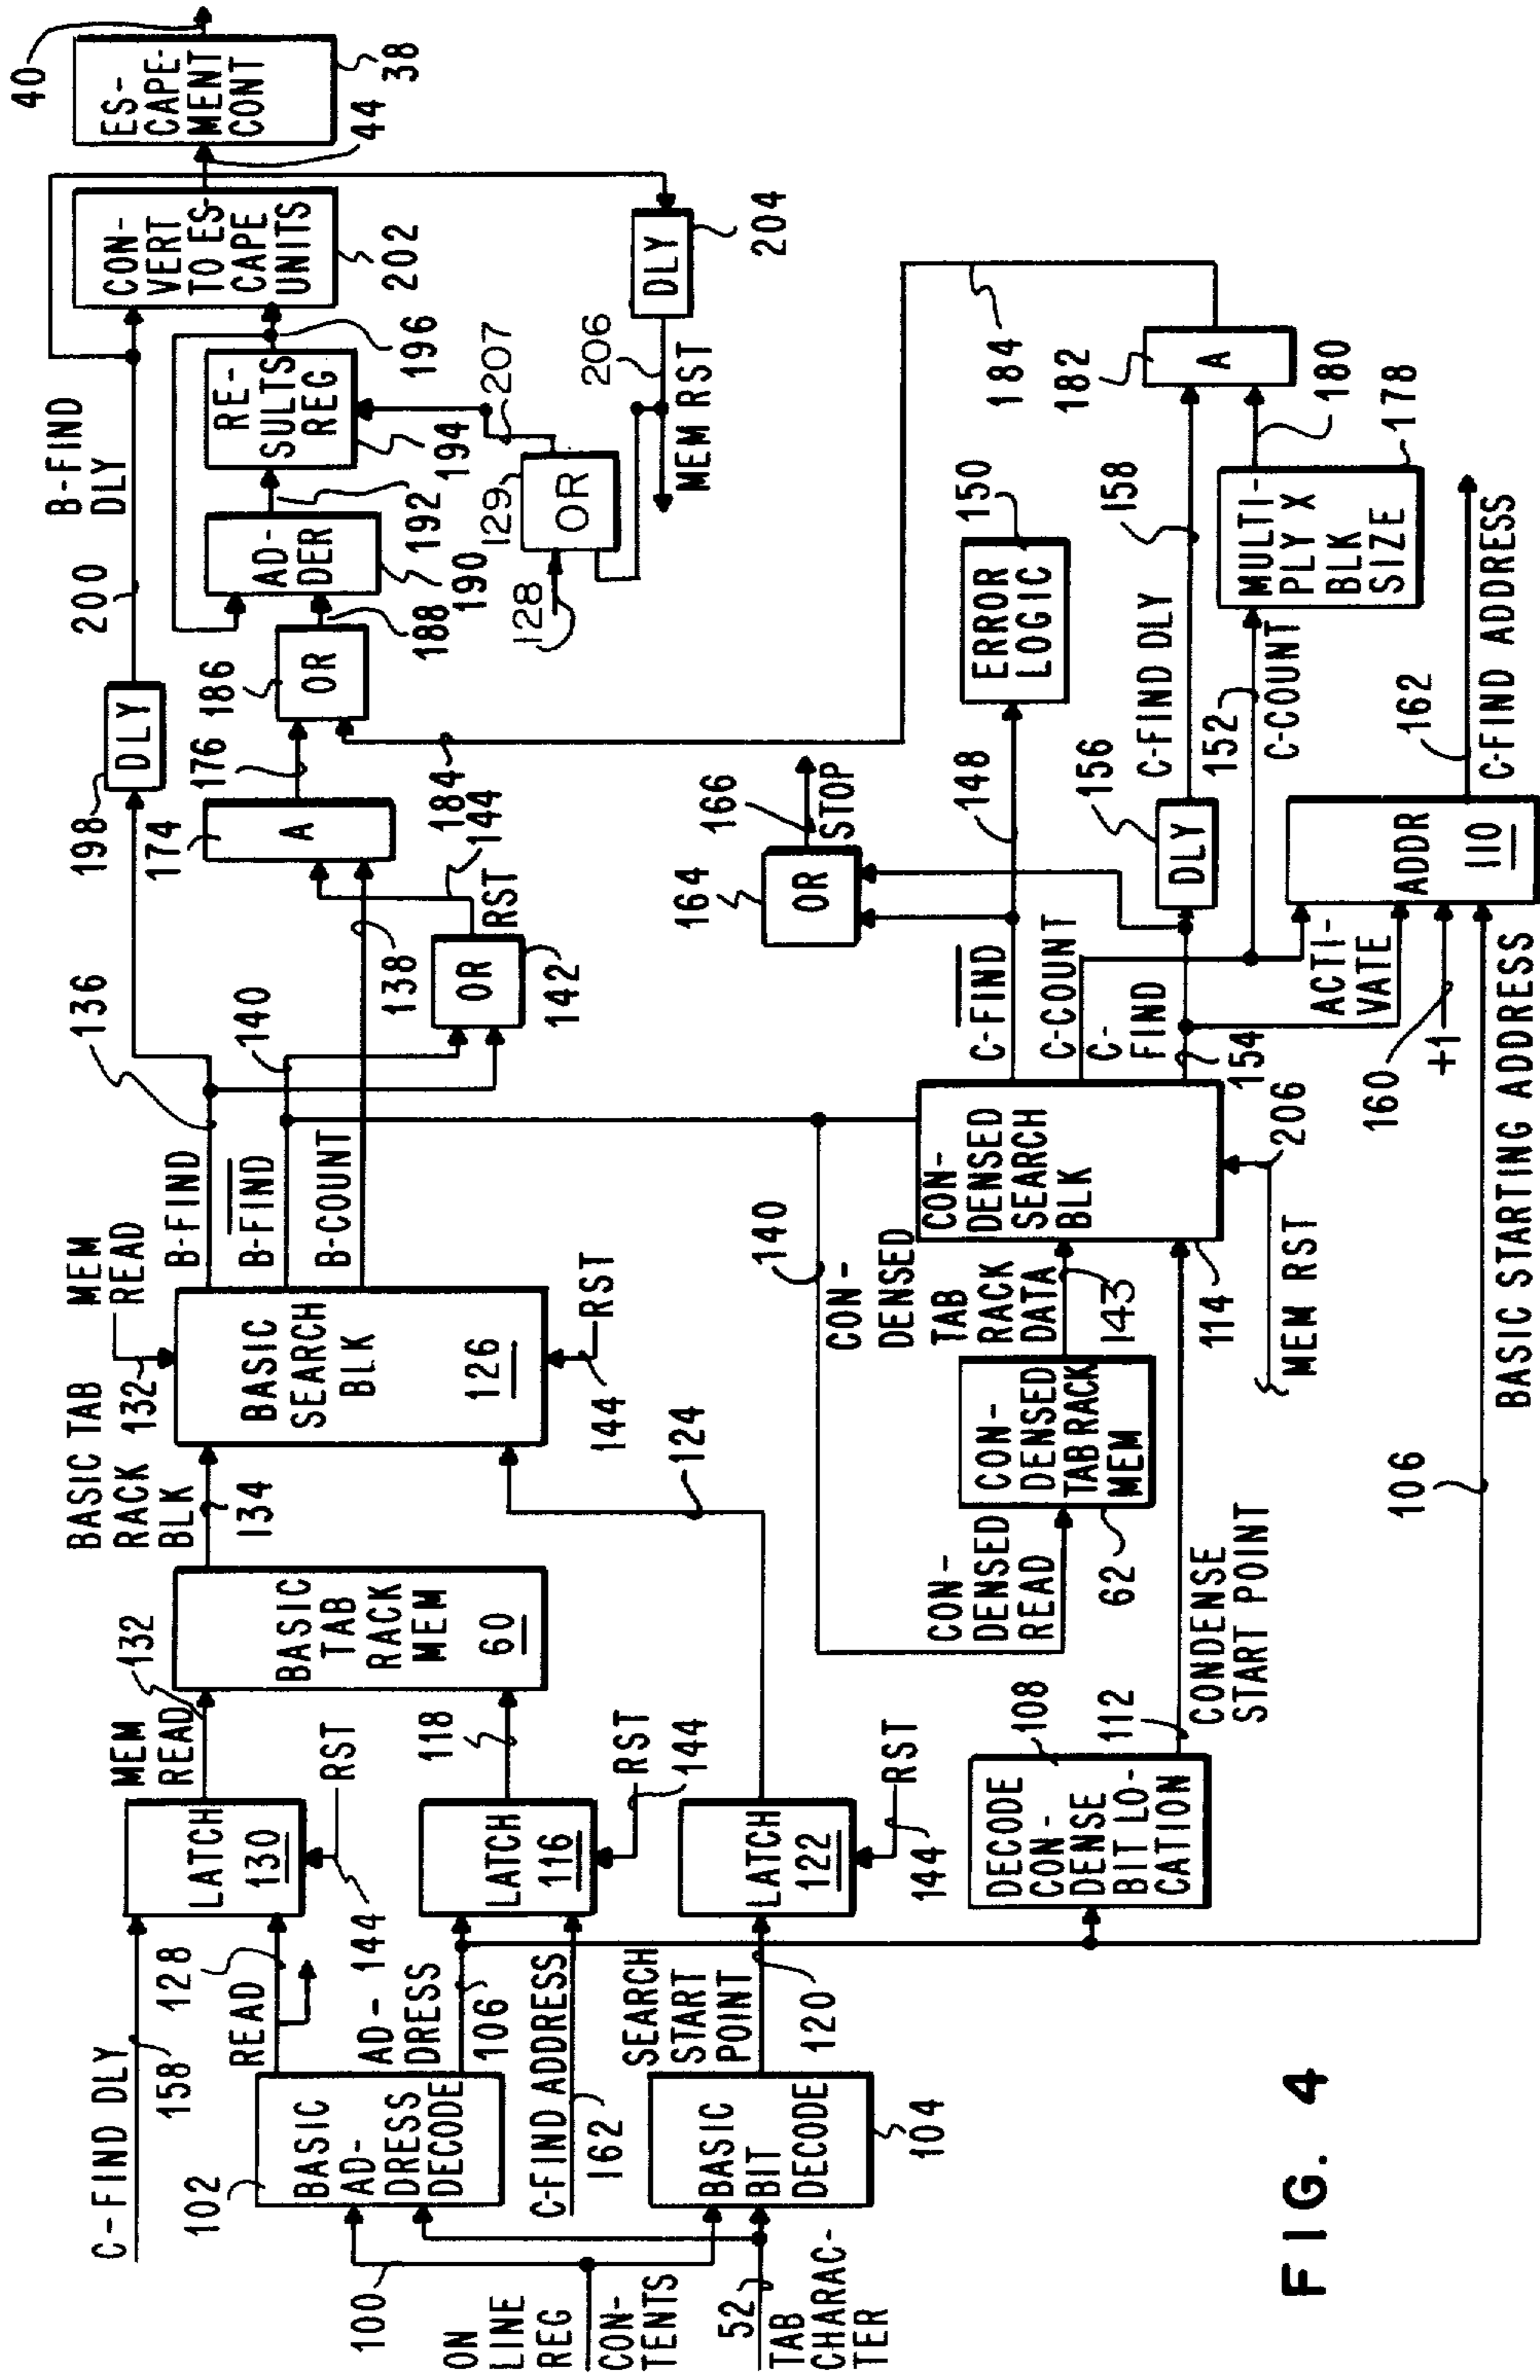 C-FIND DLY
158
102
READ
128
BASIC
AD-
DRESS
DECODE
AD-
DRESS
106
144
100
ON
LINE
REG
CON-
TENTS
C-FIND ADDRESS
162
52
TAB
CHARAC-
TER
BASIC
BIT
DECODE
104
SEARCH
START
POINT
120
LATCH
130
RST
MEM
READ
132
LATCH
116
118
RST
144
LATCH
122
RST
144
DECODE
CON-
DENSE
BIT LO-
CATION
108
112
CONDENSE
START POINT
106
BASIC STARTING ADDRESS
BASIC
TAB
RACK
MEM
60
BASIC TAB
RACK
BLK
134
132
MEM
READ
BASIC
SEARCH
BLK
126
RST
144
124
B-FIND
B-FIND
B-COUNT
136
140
138
OR
142
RST
144
CON-
DENSED
READ
CON-
DENSED
TAB RACK
MEM
62
140
CON-
DENSED
TAB
RACK
DATA
143
CON-
DENSED
SEARCH
BLK
114
MEM RST
206
C-FIND
C-COUNT
C-
FIND
154
148
ERROR
LOGIC
150
OR
164
STOP
166
ACTI-
VATE
160
+1
ADDR
110
162
C-FIND ADDRESS
DLY
156
C-FIND DLY
158
152
C-COUNT
MULTI-
PLY X
BLK
SIZE
178
180
A
182
184
A
174
176
184
OR
186
188
DLY
198
200
B-FIND
DLY
AD-
DER
190
192
RE-
SULTS
REG
194
196
128
OR
129
207
206
MEM RST
DLY
204
CON-
VERT
TO ES-
CAPE
UNITS
202
44
ES-
CAPE-
MENT
CONT
38
40
FIG. 4